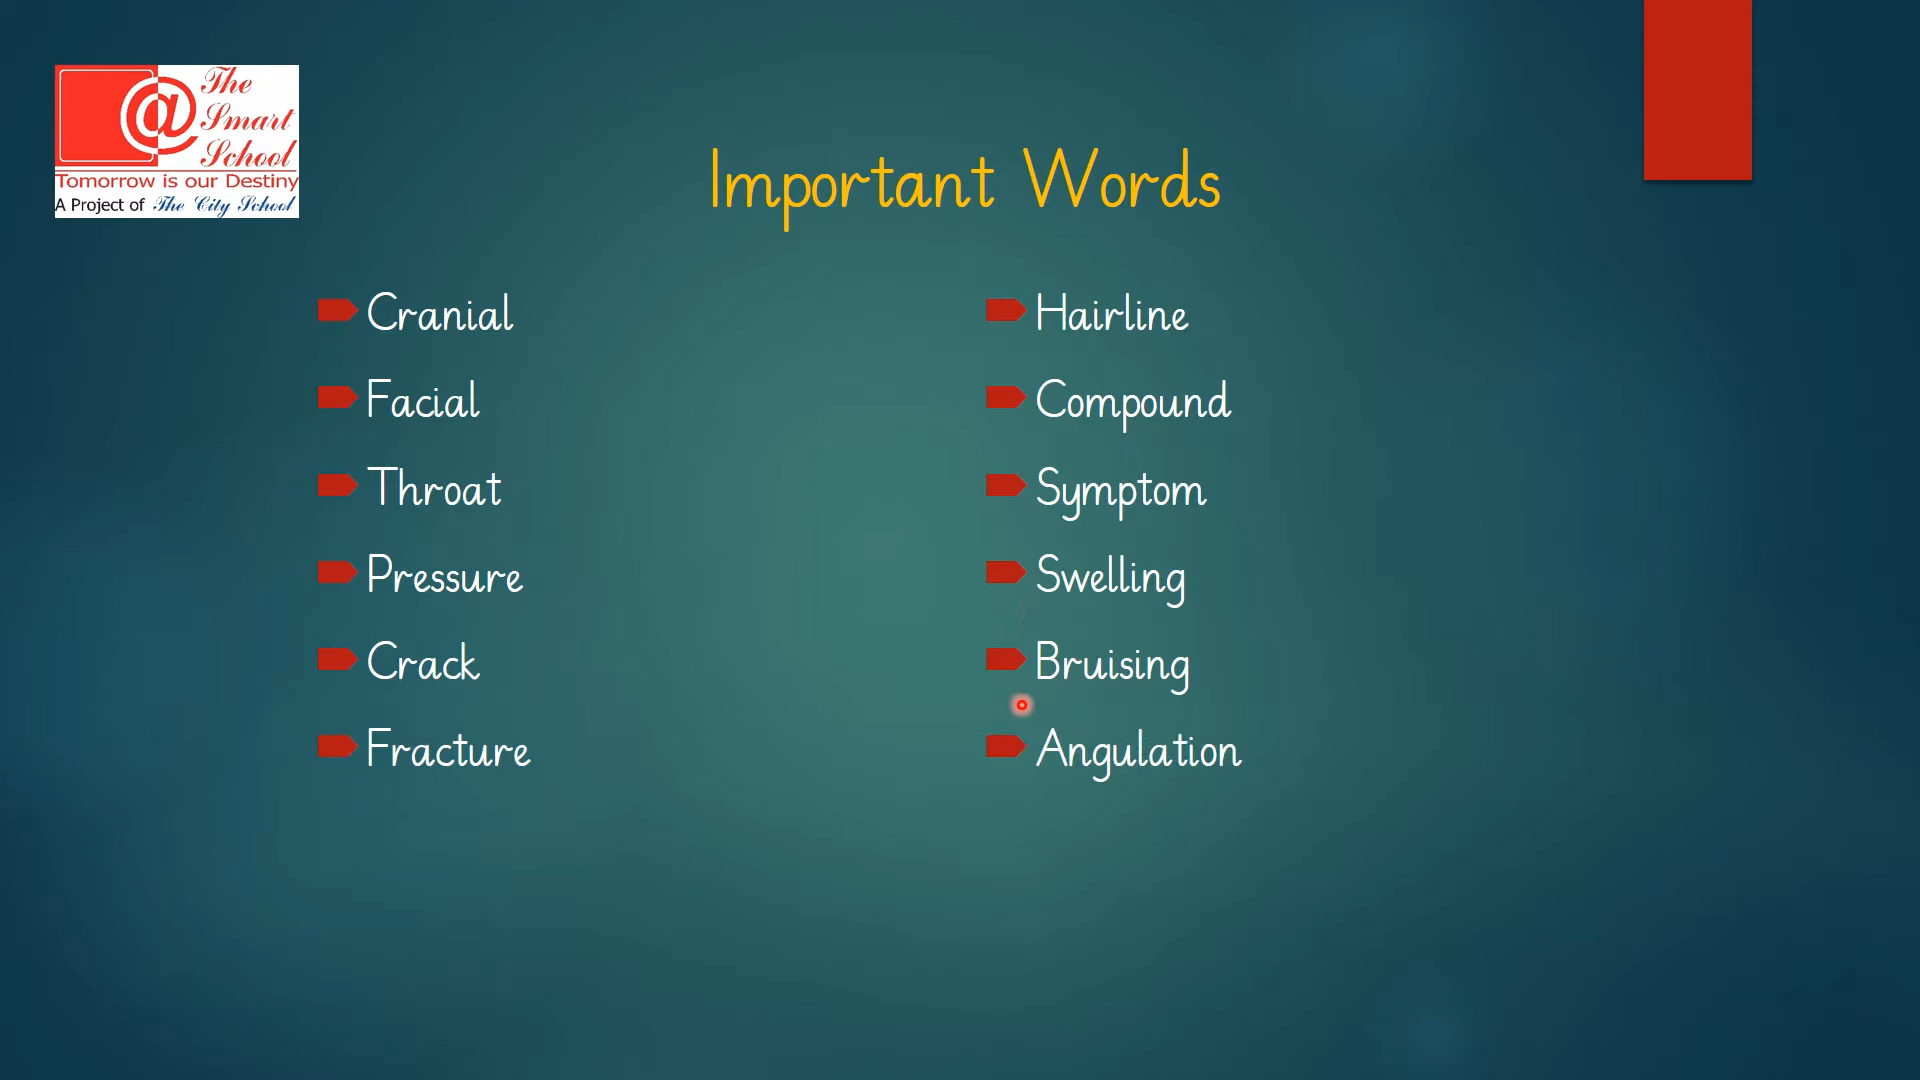 The
Smart
School
Tomorrow is our Destiny
A Project of The City School
Important Words
Cranial
Facial
Throat
Pressure
Crack
Fracture
Hairline
Compound
Symptom
Swelling
Bruising
Angulation